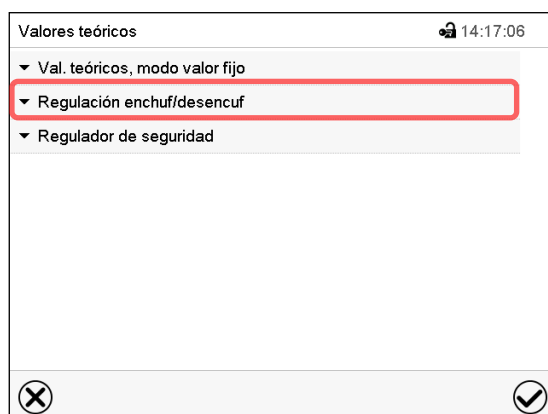 Valores teóricos 14:17:06
Val. teóricos, modo valor fijo
Regulación enchuf/desencuf
Regulador de seguridad